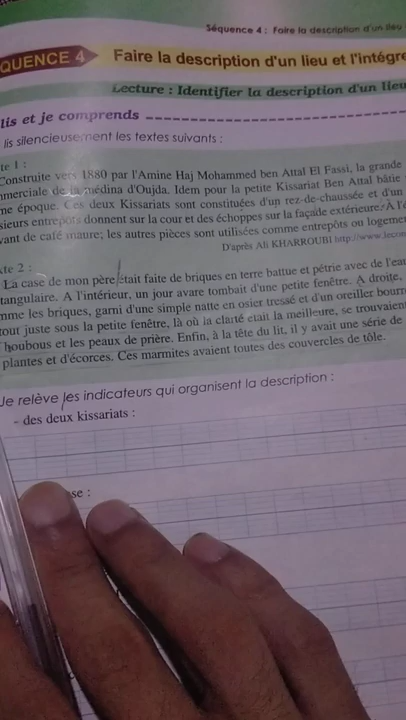 Séquence 4 : Faire la description d'un lieu
QUENCE 4 Faire la description d'un lieu et l'intégre
Lecture : Identifier la description d'un lieu
lis et je comprends
lis silencieusement les textes suivants :
te 1 :
Construite vers 1880 par l'Amine Haj Mohammed ben Attal El Fassi, la grande
merciale de la médina d'Oujda. Idem pour la petite Kissariat Ben Attal bâtie
me époque. Ces deux Kissariats sont constituées d'un rez-de-chaussée et d'un
sieurs entrepôts donnent sur la cour et des échoppes sur la façade extérieure. A l'é
vant de café maure; les autres pièces sont utilisées comme entrepôts ou logemen
D'après Ali KHARROUBI http://www.lecon
xte 2 :
La case de mon père était faite de briques en terre battue et pétrie avec de l'eau
tangulaire. A l'intérieur, un jour avare tombait d'une petite fenêtre. A droite,
mme les briques, garni d'une simple natte en osier tressé et d'un oreiller bourr
tout juste sous la petite fenêtre, là où la clarté était la meilleure, se trouvaien
boubous et les peaux de prière. Enfin, à la tête du lit, il y avait une série de
plantes et d'écorces. Ces marmites avaient toutes des couvercles de tôle.
Je relève les indicateurs qui organisent la description :
- des deux kissariats :
se :